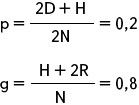 p = (2D + H) / 2N = 0,2
g = (H + 2R) / N = 0,8